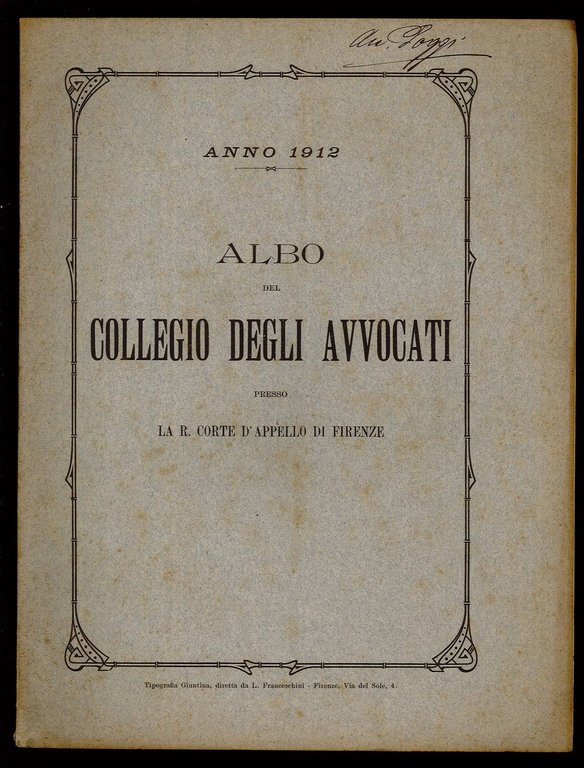 Av. Poggi
ANNO 1912
ALBO
DEL
COLLEGIO DEGLI AVVOCATI
PRESSO
LA R. CORTE D'APPELLO DI FIRENZE
Tipografia Giuntina, diretta da L. Franceschini - Firenze, Via del Sole, 4.